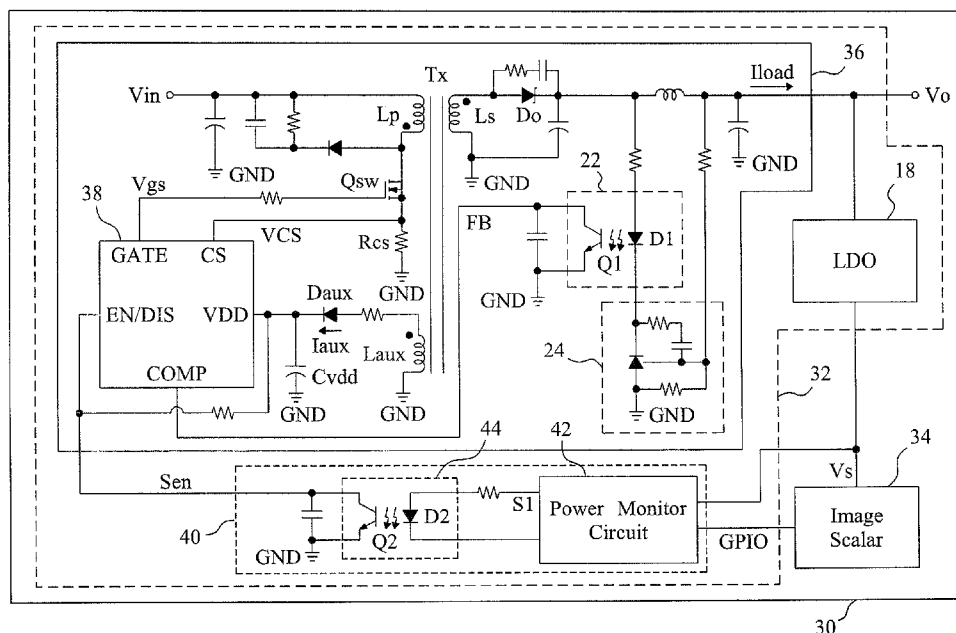 36
Tx
Iload
Vin
Vo
Lp
Ls
Do
GND
GND
GND
22
18
Vgs
Qsw
38
FB
VCS
Rcs
D1
Q1
GATE
CS
LDO
GND
GND
Daux
EN/DIS
VDD
Iaux
Laux
24
COMP
Cvdd
32
GND
GND
GND
44
42
34
Vs
Sen
S1
D2
Power Monitor
Circuit
Image
Scalar
40
Q2
GPIO
GND
30